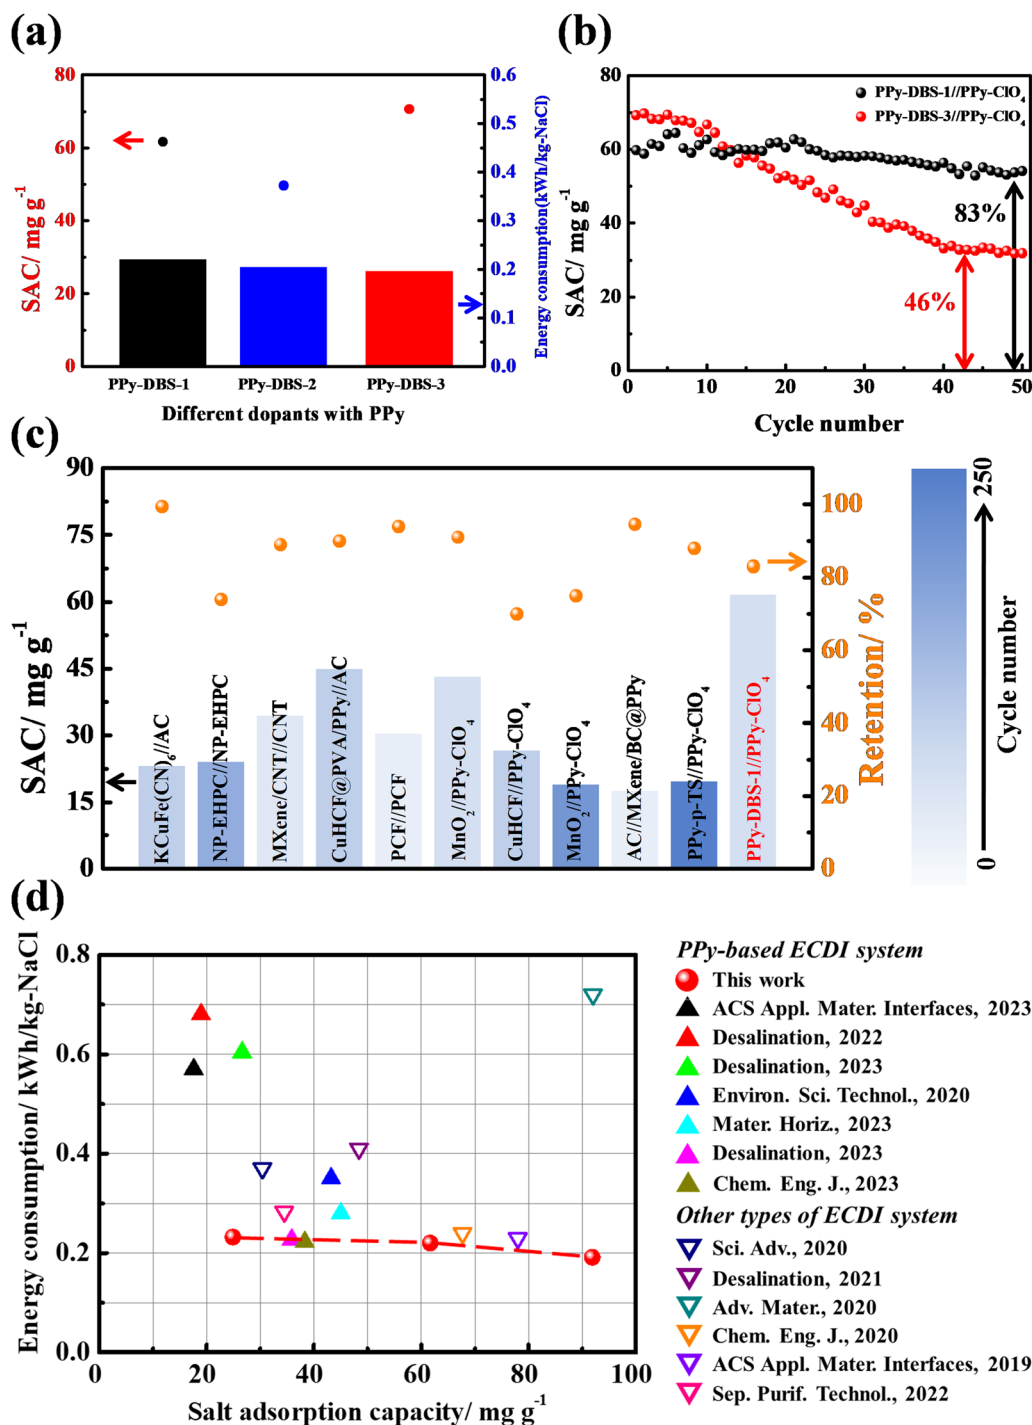 (a)
80
60
40
20
0
SAC/ mg g-1
0.6
0.5
0.4
0.3
0.2
0.1
0.0
Energy consumption(kWh/kg-NaCl)
PPy-DBS-1 PPy-DBS-2 PPy-DBS-3
Different dopants with PPy
(b)
80
60
40
20
0
SAC/ mg g-1
PPy-DBS-1//PPy-ClO4
PPy-DBS-3//PPy-ClO4
83%
46%
0 10 20 30 40 50
Cycle number
(c)
90
75
60
45
30
15
0
SAC/ mg g-1
KCuFe(CN)6//AC
NP-EHPC//NP-EHPC
MXene/CNT//CNT
CuHCF@PVA/PPy//AC
PCF//PCF
MnO2//PPy-ClO4
CuHCF//PPy-ClO4
MnO2//PPy-ClO4
AC//MXene/BC@PPy
PPy-p-TS//PPy-ClO4
PPy-DBS-1//PPy-ClO4
100
80
60
40
20
0
Retention/ %
250
0
Cycle number
(d)
0.8
0.6
0.4
0.2
0.0
Energy consumption/ kWh/kg-NaCl
0 20 40 60 80 100
Salt adsorption capacity/ mg g-1
PPy-based ECDI system
This work
ACS Appl. Mater. Interfaces, 2023
Desalination, 2022
Desalination, 2023
Environ. Sci. Technol., 2020
Mater. Horiz., 2023
Desalination, 2023
Chem. Eng. J., 2023
Other types of ECDI system
Sci. Adv., 2020
Desalination, 2021
Adv. Mater., 2020
Chem. Eng. J., 2020
ACS Appl. Mater. Interfaces, 2019
Sep. Purif. Technol., 2022